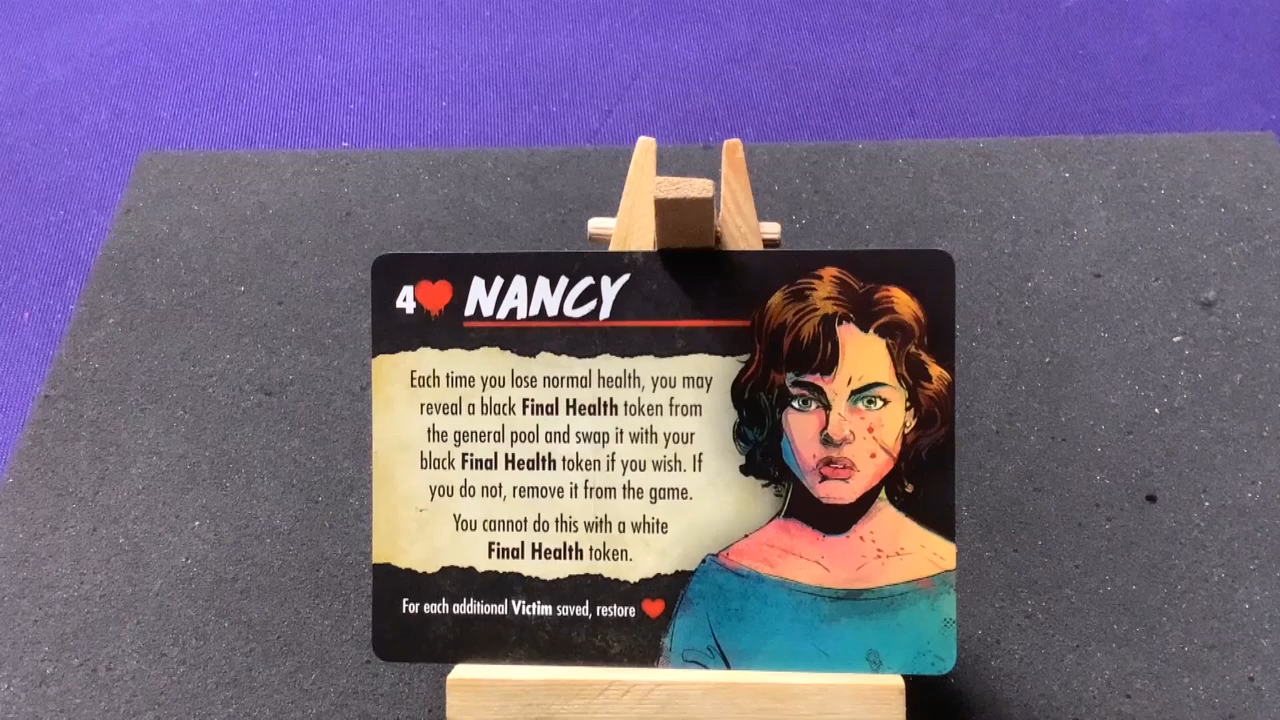 4 NANCY
Each time you lose normal health, you may
reveal a black Final Health token from
the general pool and swap it with your
black Final Health token if you wish. If
you do not, remove it from the game.
You cannot do this with a white
Final Health token.
For each additional Victim saved, restore